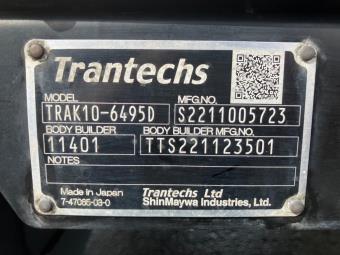 Trantechs
MODEL MFG.NO.
TRAK10-6495D S2211005723
BODY BUILDER BODY BUILDER MFG.NO.
11401 TTS221123501
NOTES
Made in Japan Trantechs Ltd
7-47085-03-0 ShinMaywa Industries, Ltd.